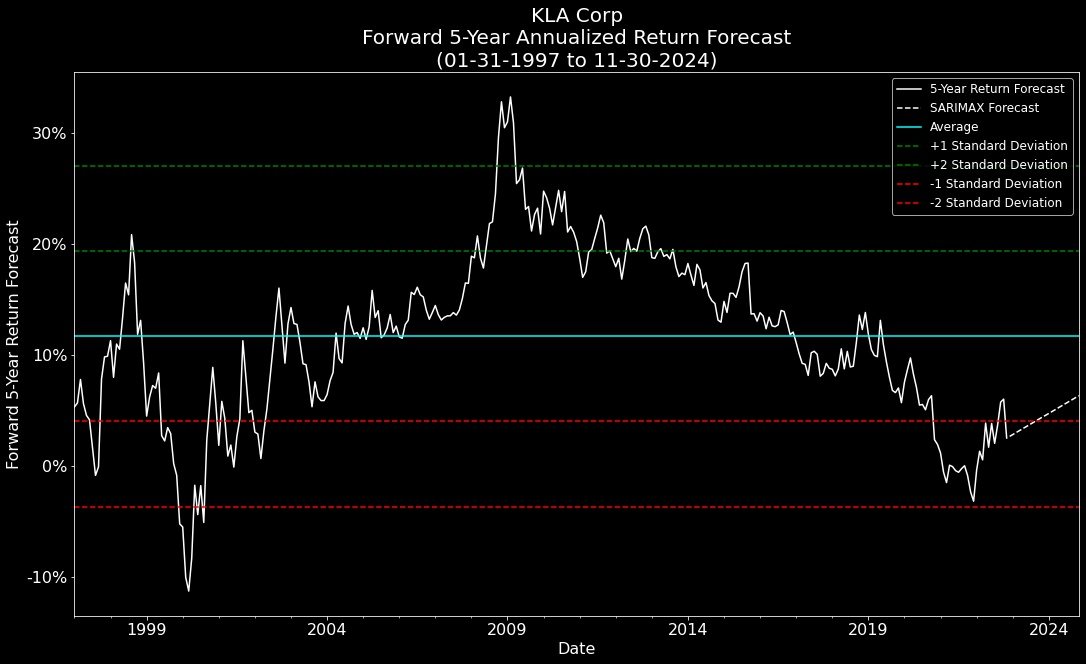 KLA Corp
Forward 5-Year Annualized Return Forecast
(01-31-1997 to 11-30-2024)
5-Year Return Forecast
SARIMAX Forecast
Average
+1 Standard Deviation
+2 Standard Deviation
-1 Standard Deviation
-2 Standard Deviation
Forward 5-Year Return Forecast
30%
20%
10%
0%
-10%
1999 2004 2009 2014 2019 2024
Date